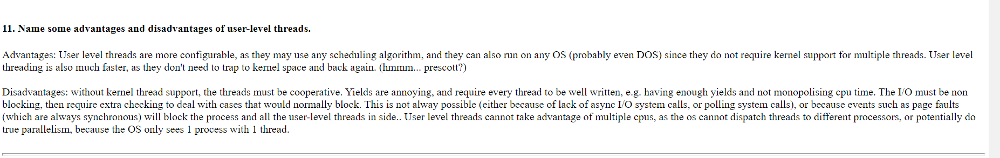 11. Name some advantages and disadvantages of user-level threads.
Advantages: User level threads are more configurable, as they may use any scheduling algorithm, and they can also run on any OS (probably even DOS) since they do not require kernel support for multiple threads. User level
threading is also much faster, as they don't need to trap to kernel space and back again. (hmmm... prescott?)
Disadvantages: without kernel thread support, the threads must be cooperative. Yields are annoying, and require every thread to be well written, e.g. having enough yields and not monopolising cpu time. The I/O must be non
blocking, then require extra checking to deal with cases that would normally block. This is not alway possible (either because of lack of async I/O system calls, or polling system calls), or because events such as page faults
(which are always synchronous) will block the process and all the user-level threads in side.. User level threads cannot take advantage of multiple cpus, as the os cannot dispatch threads to different processors, or potentially do
true parallelism, because the OS only sees 1 process with 1 thread.